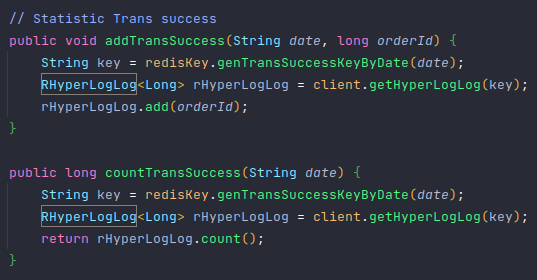 // Statistic Trans success
public void addTransSuccess(String date, long orderId) {
    String key = redisKey.genTransSuccessKeyByDate(date);
    RHyperLogLog<Long> rHyperLogLog = client.getHyperLogLog(key);
    rHyperLogLog.add(orderId);
}

public long countTransSuccess(String date) {
    String key = redisKey.genTransSuccessKeyByDate(date);
    RHyperLogLog<Long> rHyperLogLog = client.getHyperLogLog(key);
    return rHyperLogLog.count();
}